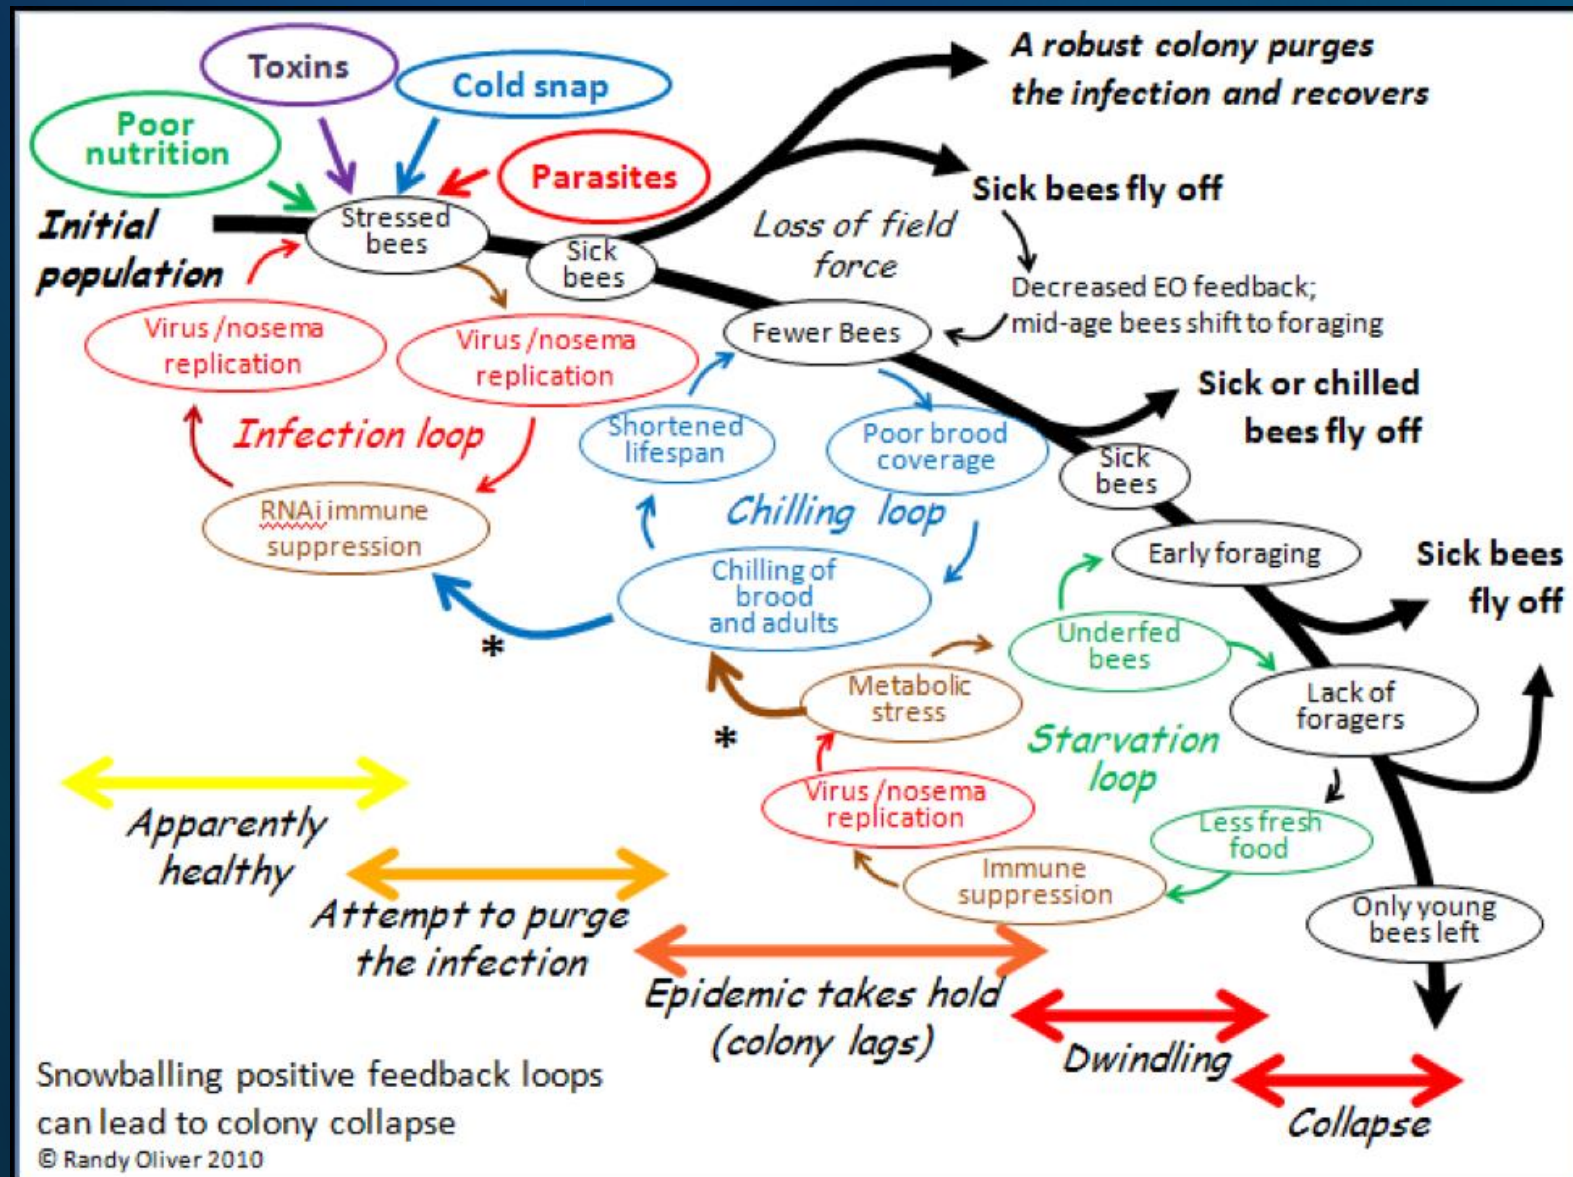 Toxins
Cold snap
Poor
nutrition
Parasites
A robust colony purges
the infection and recovers
Sick bees fly off
Initial
population
Stressed
bees
Sick
bees
Loss of field
force
Decreased EO feedback;
mid-age bees shift to foraging
Virus /nosema
replication
Virus /nosema
replication
Fewer Bees
Sick or chilled
bees fly off
Infection loop
Shortened
lifespan
Poor brood
coverage
Sick
bees
RNAi immune
suppression
Chilling loop
Early foraging
Sick bees
fly off
Chilling of
brood
and adults
*
Underfed
bees
Metabolic
stress
*
Lack of
foragers
Starvation
loop
Virus /nosema
replication
Less fresh
food
Immune
suppression
Only young
bees left
Apparently
healthy
Attempt to purge
the infection
Epidemic takes hold
(colony lags)
Dwindling
Collapse
Snowballing positive feedback loops
can lead to colony collapse
© Randy Oliver 2010